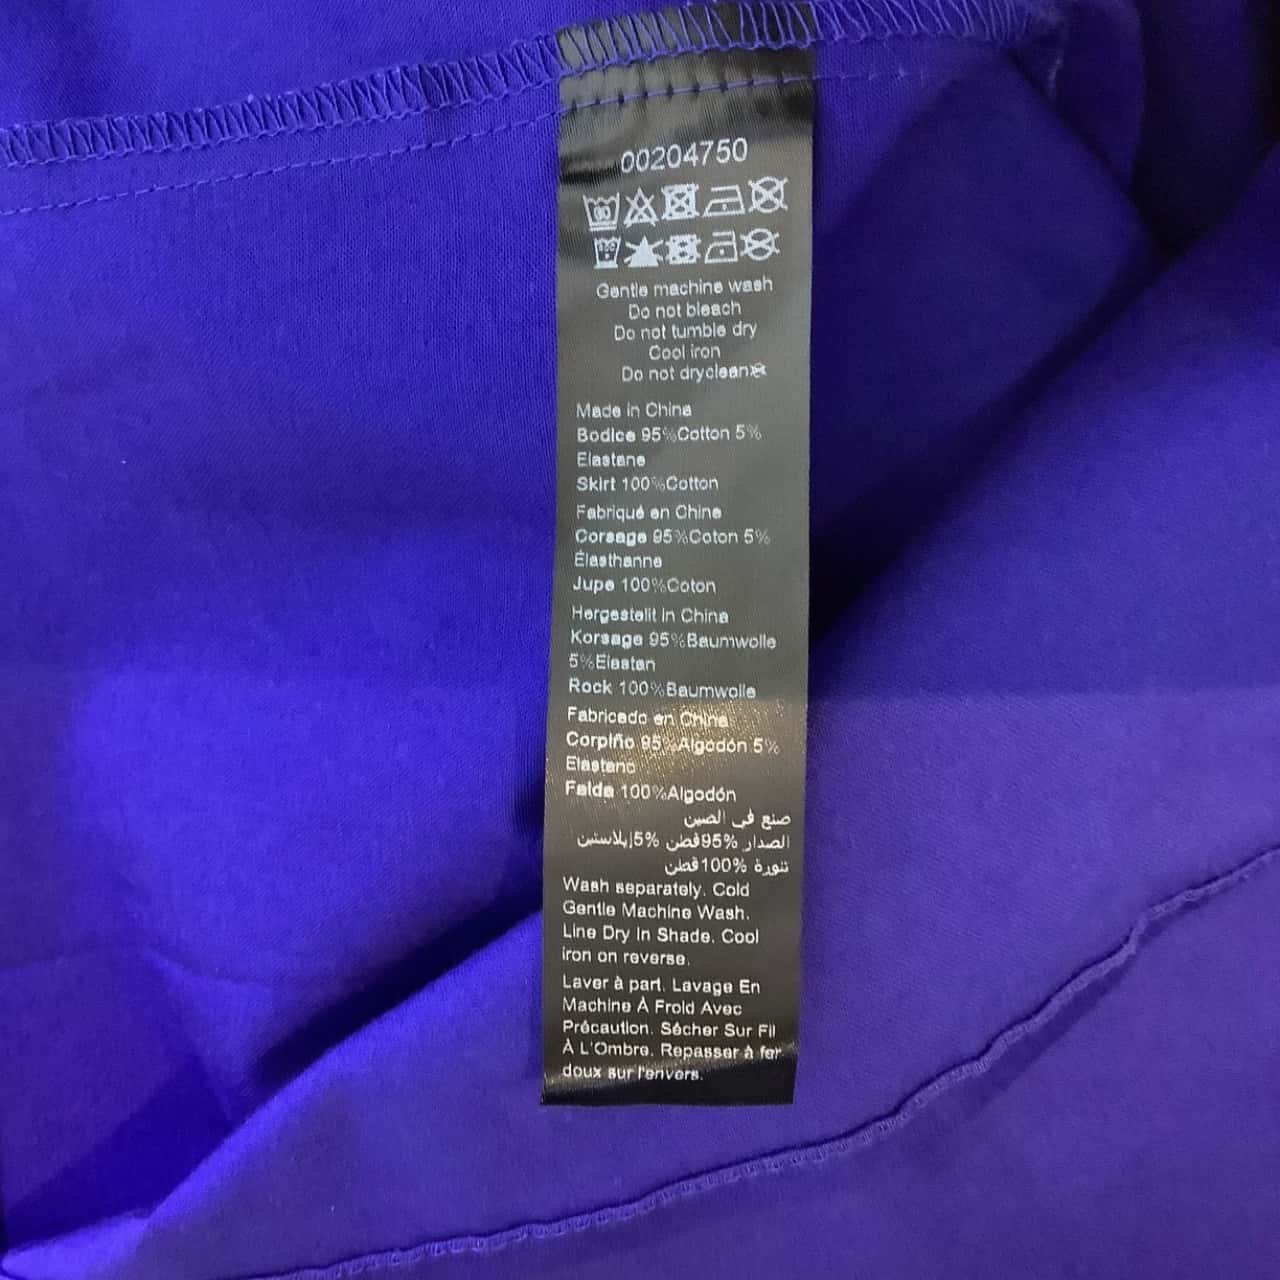 00204750
Gentle machine wash
Do not bleach
Do not tumble dry
Cool iron
Do not dryclean
Made in China
Bodice 95%Cotton 5%
Elastane
Skirt 100%Cotton
Fabriqué en Chine
Corsage 95%Coton 5%
Élasthanne
Jupe 100%Coton
Hergestellt in China
Korsage 95%Baumwolle
5%Elastan
Rock 100%Baumwolle
Fabricado en China
Corpiño 95%Algodón 5%
Elastano
Falda 100%Algodón
صنع في الصين
الصدار 95%قطن 5%إيلاستين
تنورة 100%قطن
Wash separately. Cold
Gentle Machine Wash.
Line Dry In Shade. Cool
iron on reverse.
Laver à part. Lavage En
Machine À Froid Avec
Précaution. Sécher Sur Fil
À L'Ombre. Repasser à fer
doux sur l'envers.